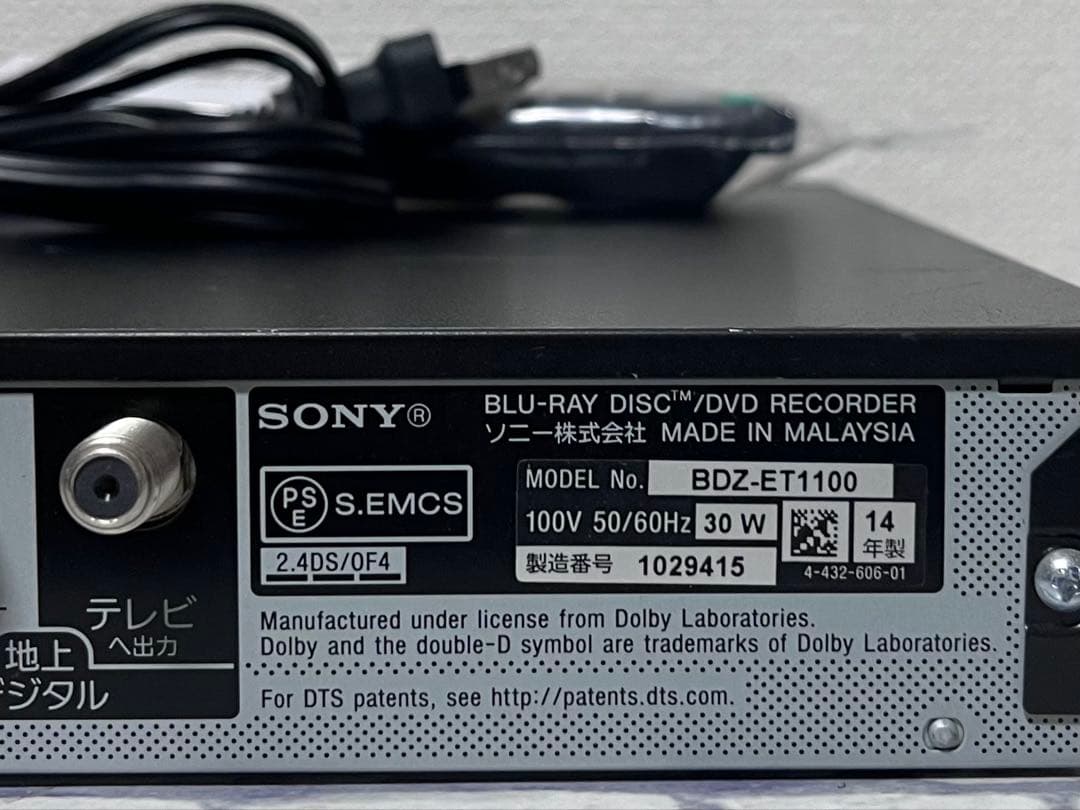 SONY®
BLU-RAY DISC™/DVD RECORDER
ソニー株式会社 MADE IN MALAYSIA
PSE S.EMCS
MODEL No. BDZ-ET1100
100V 50/60Hz 30 W
14
年製
2.4DS/OF4
製造番号 1029415
4-432-606-01
テレビ
へ出力
地上
デジタル
Manufactured under license from Dolby Laboratories.
Dolby and the double-D symbol are trademarks of Dolby Laboratories.
For DTS patents, see http://patents.dts.com.